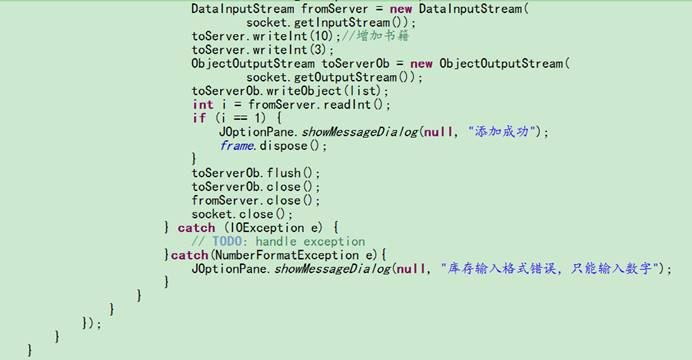 DataInputStream fromServer = new DataInputStream(
socket.getInputStream());
toServer.writeInt(10);//增加书籍
toServer.writeInt(3);
ObjectOutputStream toServerOb = new ObjectOutputStream(
socket.getOutputStream());
toServerOb.writeObject(list);
int i = fromServer.readInt();
if (i == 1) {
JOptionPane.showMessageDialog(null, "添加成功");
frame.dispose();
}
toServerOb.flush();
toServerOb.close();
fromServer.close();
socket.close();
} catch (IOException e) {
// TODO: handle exception
}catch(NumberFormatException e){
JOptionPane.showMessageDialog(null, "库存输入格式错误，只能输入数字");
}
}
}
});
}
}